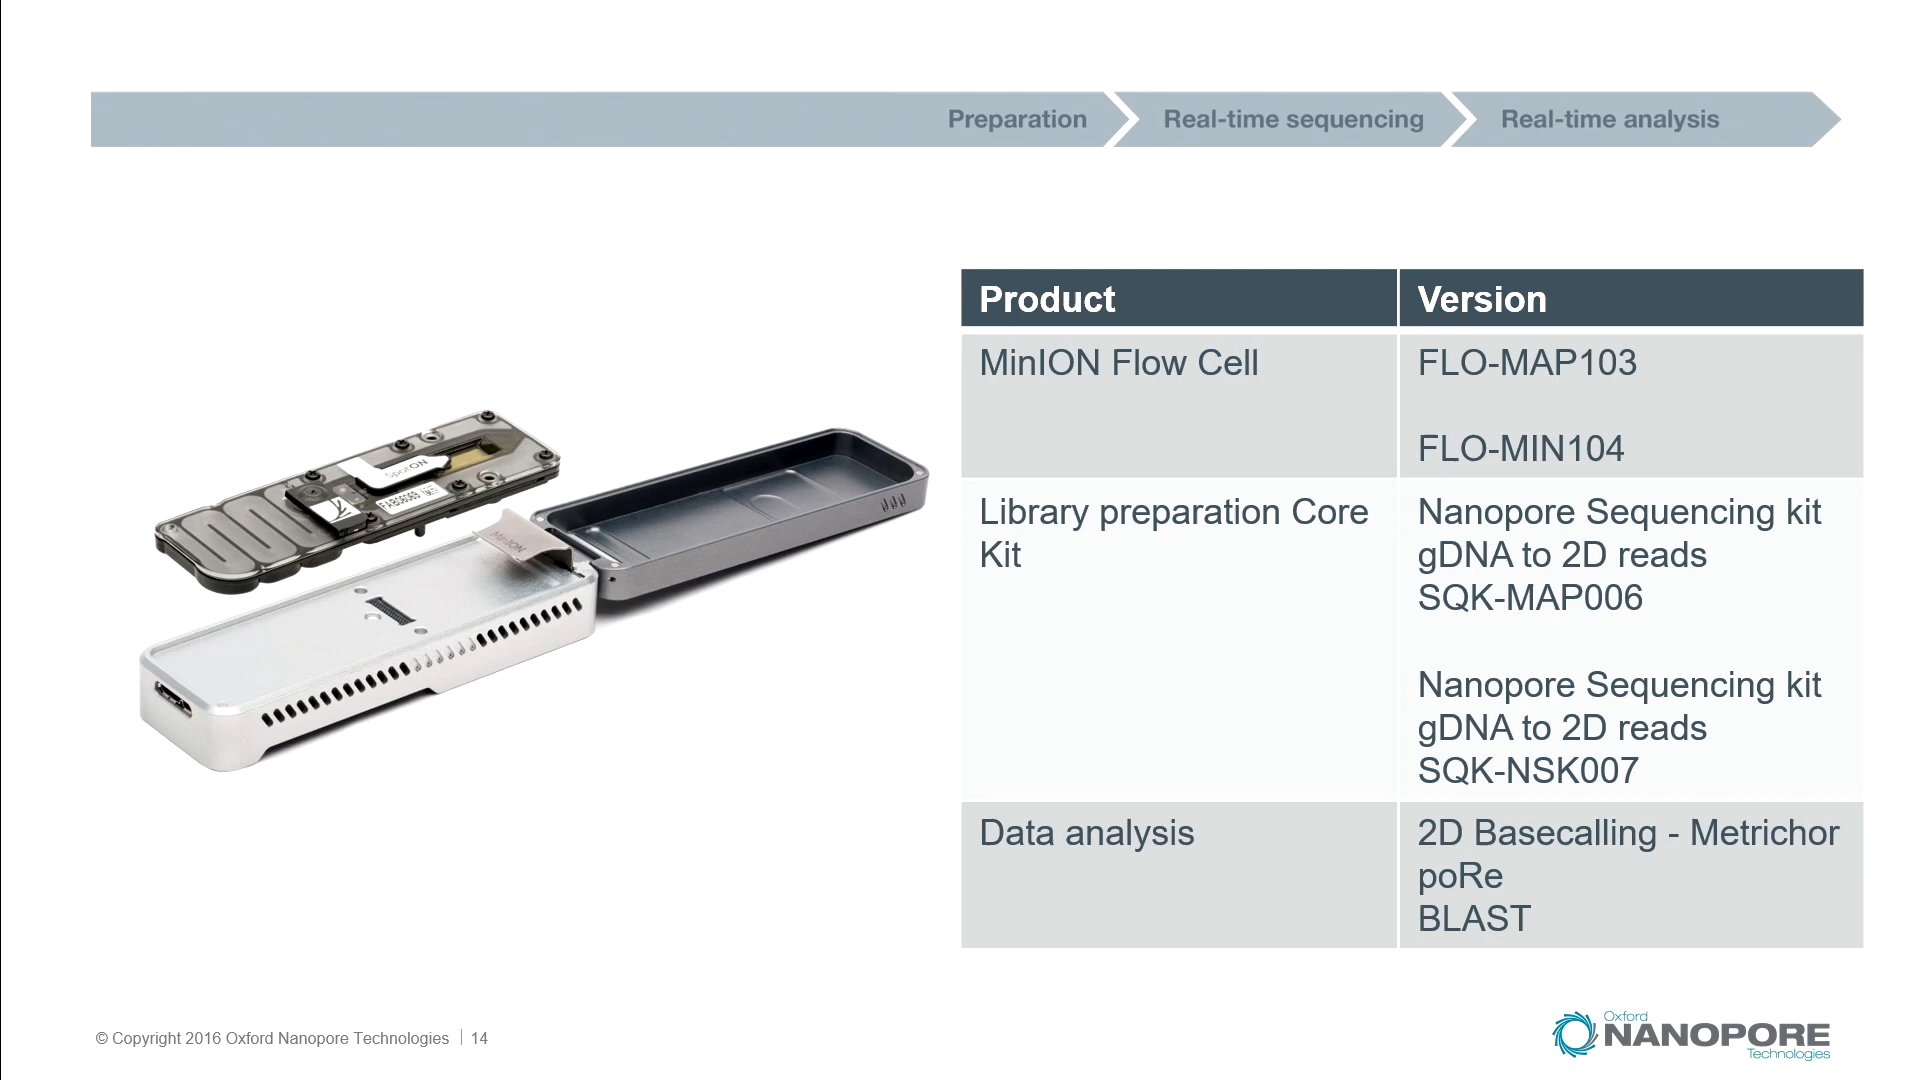 Preparation
Real-time sequencing
Real-time analysis
Product
Version
MinION Flow Cell
FLO-MAP103
FLO-MIN104
Library preparation Core
Kit
Nanopore Sequencing kit
gDNA to 2D reads
SQK-MAP006
Nanopore Sequencing kit
gDNA to 2D reads
SQK-NSK007
Data analysis
2D Basecalling - Metrichor
poRe
BLAST
SpotON
MinION
© Copyright 2016 Oxford Nanopore Technologies
14
Oxford
NANOPORE
Technologies